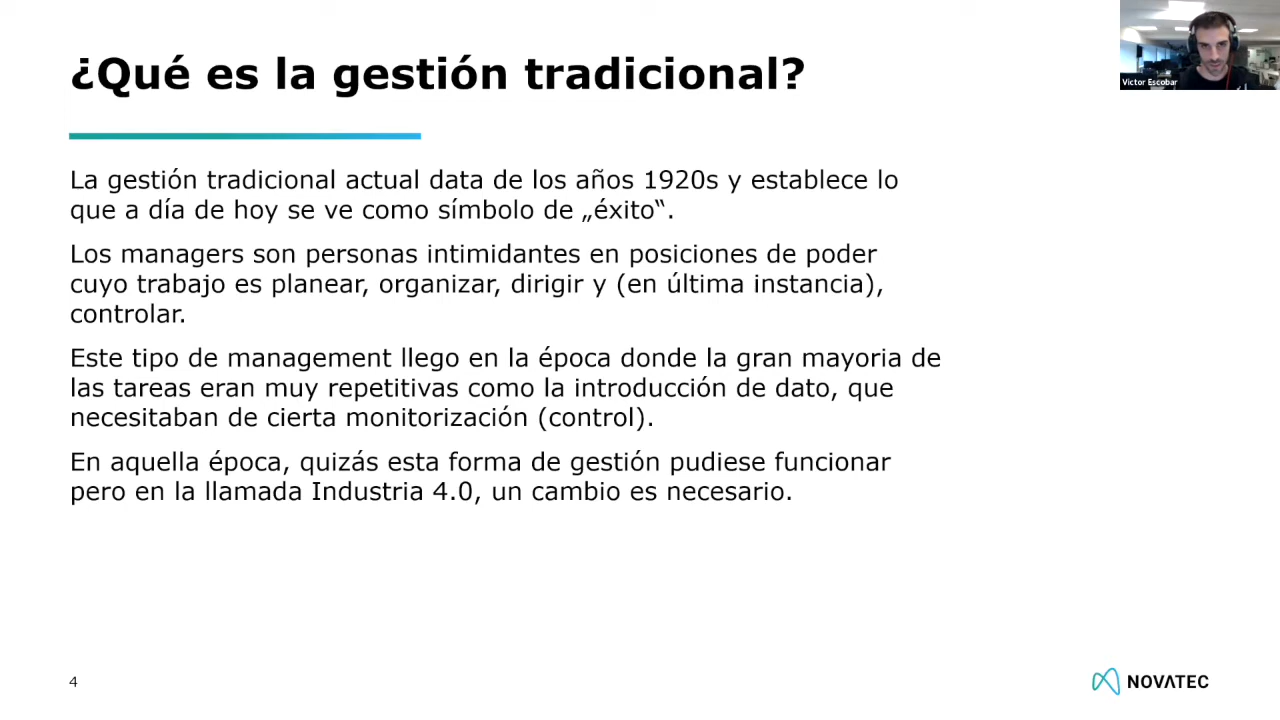 ¿Qué es la gestión tradicional?
Victor Escobar
La gestión tradicional actual data de los años 1920s y establece lo
que a día de hoy se ve como símbolo de „éxito“.
Los managers son personas intimidantes en posiciones de poder
cuyo trabajo es planear, organizar, dirigir y (en última instancia),
controlar.
Este tipo de management llego en la época donde la gran mayoria de
las tareas eran muy repetitivas como la introducción de dato, que
necesitaban de cierta monitorización (control).
En aquella época, quizás esta forma de gestión pudiese funcionar
pero en la llamada Industria 4.0, un cambio es necesario.
4
NOVATEC